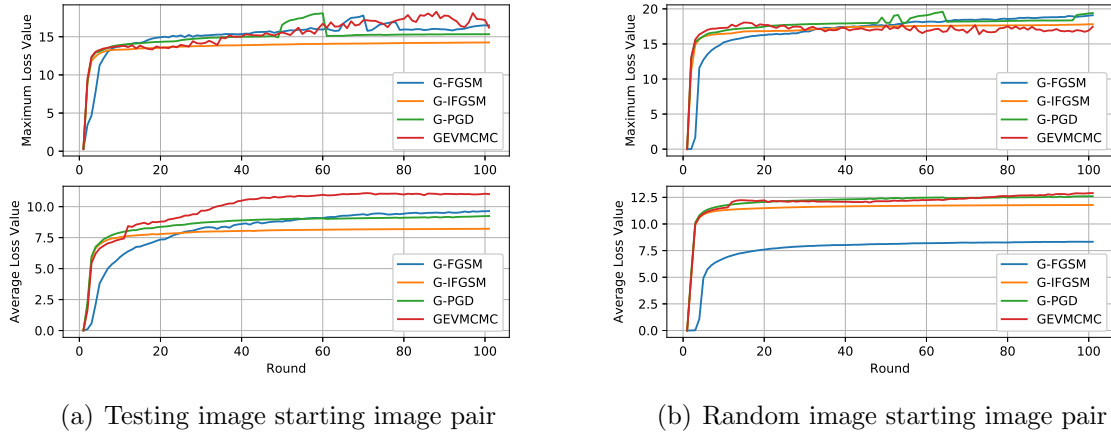 15
10
5
0
Maximum Loss Value
G-FGSM
G-IFGSM
G-PGD
GEVMCMC
10.0
7.5
5.0
2.5
0.0
Average Loss Value
G-FGSM
G-IFGSM
G-PGD
GEVMCMC
0 20 40 60 80 100
Round
(a) Testing image starting image pair
20
15
10
5
0
Maximum Loss Value
G-FGSM
G-IFGSM
G-PGD
GEVMCMC
12.5
10.0
7.5
5.0
2.5
0.0
Average Loss Value
G-FGSM
G-IFGSM
G-PGD
GEVMCMC
0 20 40 60 80 100
Round
(b) Random image starting image pair